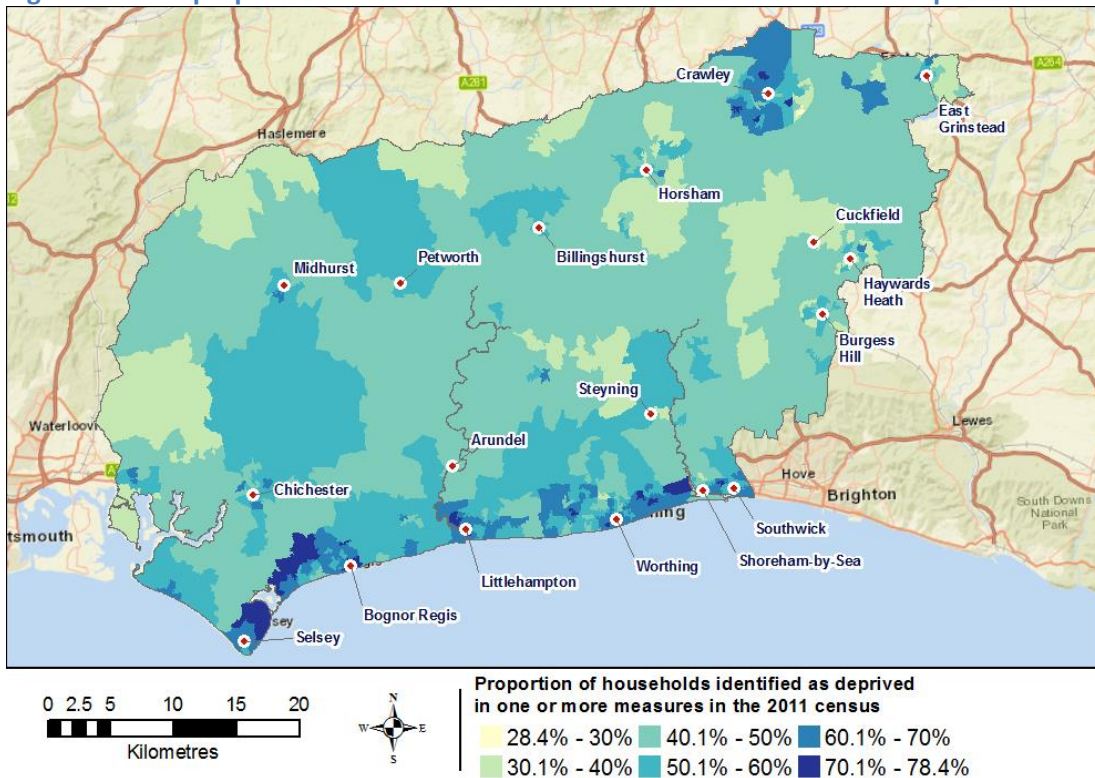 Crawley
A281
A264
East
Grinstead
Haslemere
Horsham
Cuckfield
Midhurst
Petworth
Billingshurst
Haywards
Heath
Burgess
Hill
Steyning
Lewes
Arundel
Hove
Chichester
Brighton
South Downs
National
Park
Southwick
Worthing
Shoreham-by-Sea
Littlehampton
Bognor Regis
Selsey
0 2.5 5 10 15 20
Kilometres
N
W E
S
Proportion of households identified as deprived
in one or more measures in the 2011 census
28.4% - 30% 40.1% - 50% 60.1% - 70%
30.1% - 40% 50.1% - 60% 70.1% - 78.4%